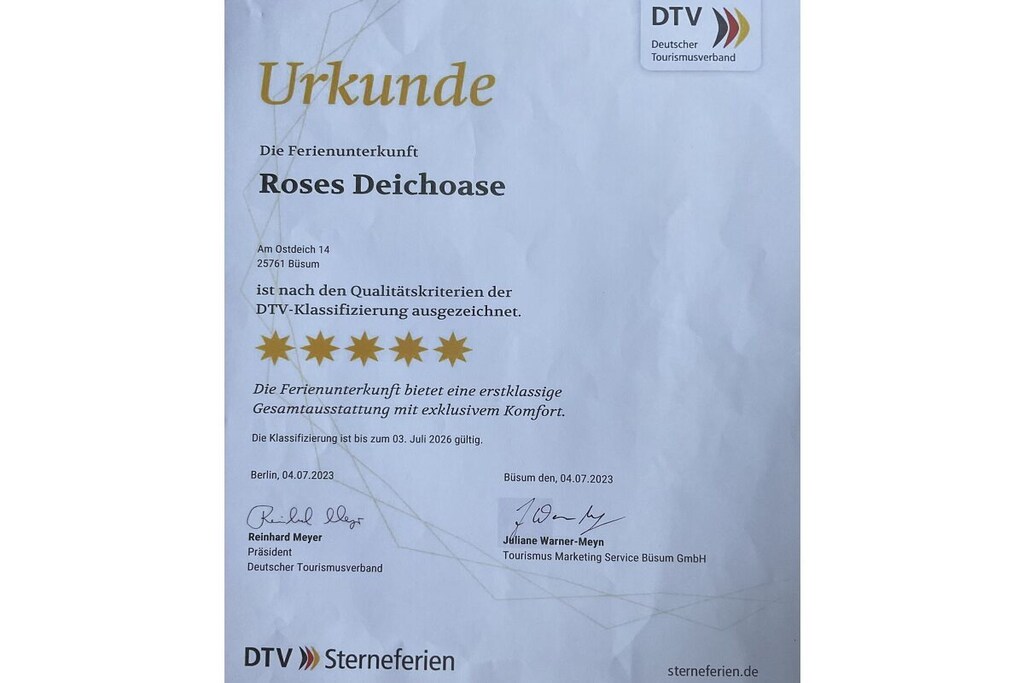 DTV
Deutscher
Tourismusverband
Urkunde
Die Ferienunterkunft
Roses Deichoase
Am Ostdeich 14
25761 Büsum
ist nach den Qualitätskriterien der
DTV-Klassifizierung ausgezeichnet.
Die Ferienunterkunft bietet eine erstklassige
Gesamtausstattung mit exklusivem Komfort.
Die Klassifizierung ist bis zum 03. Juli 2026 gültig.
Berlin, 04.07.2023
Reinhard Meyer
Reinhard Meyer
Präsident
Deutscher Tourismusverband
Büsum den, 04.07.2023
Juliane Warner-Meyn
Tourismus Marketing Service Büsum GmbH
DTV Sterneferien
sterneferien.de